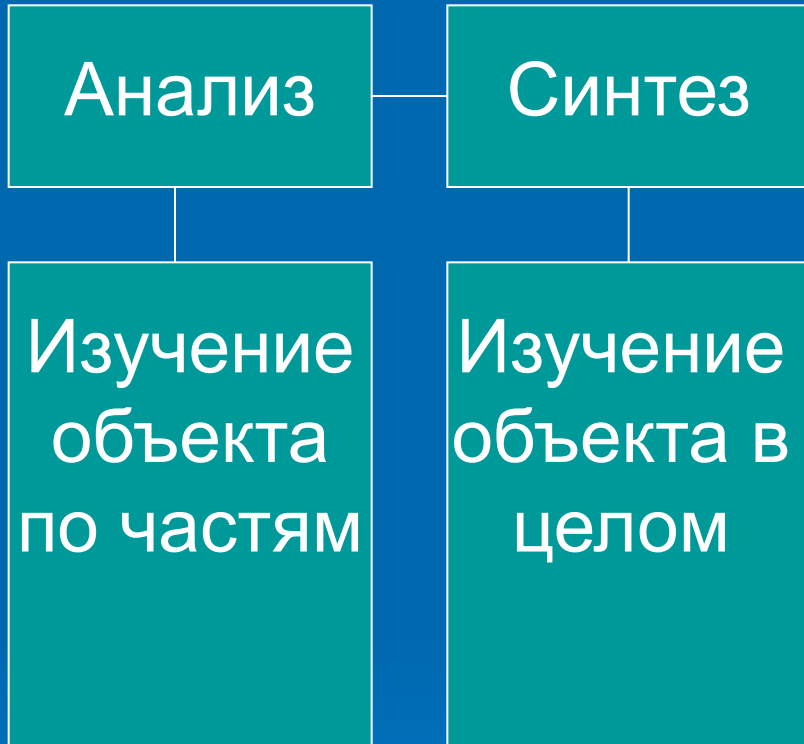 Анализ
Синтез
Изучение
объекта
по частям
Изучение
объекта в
целом